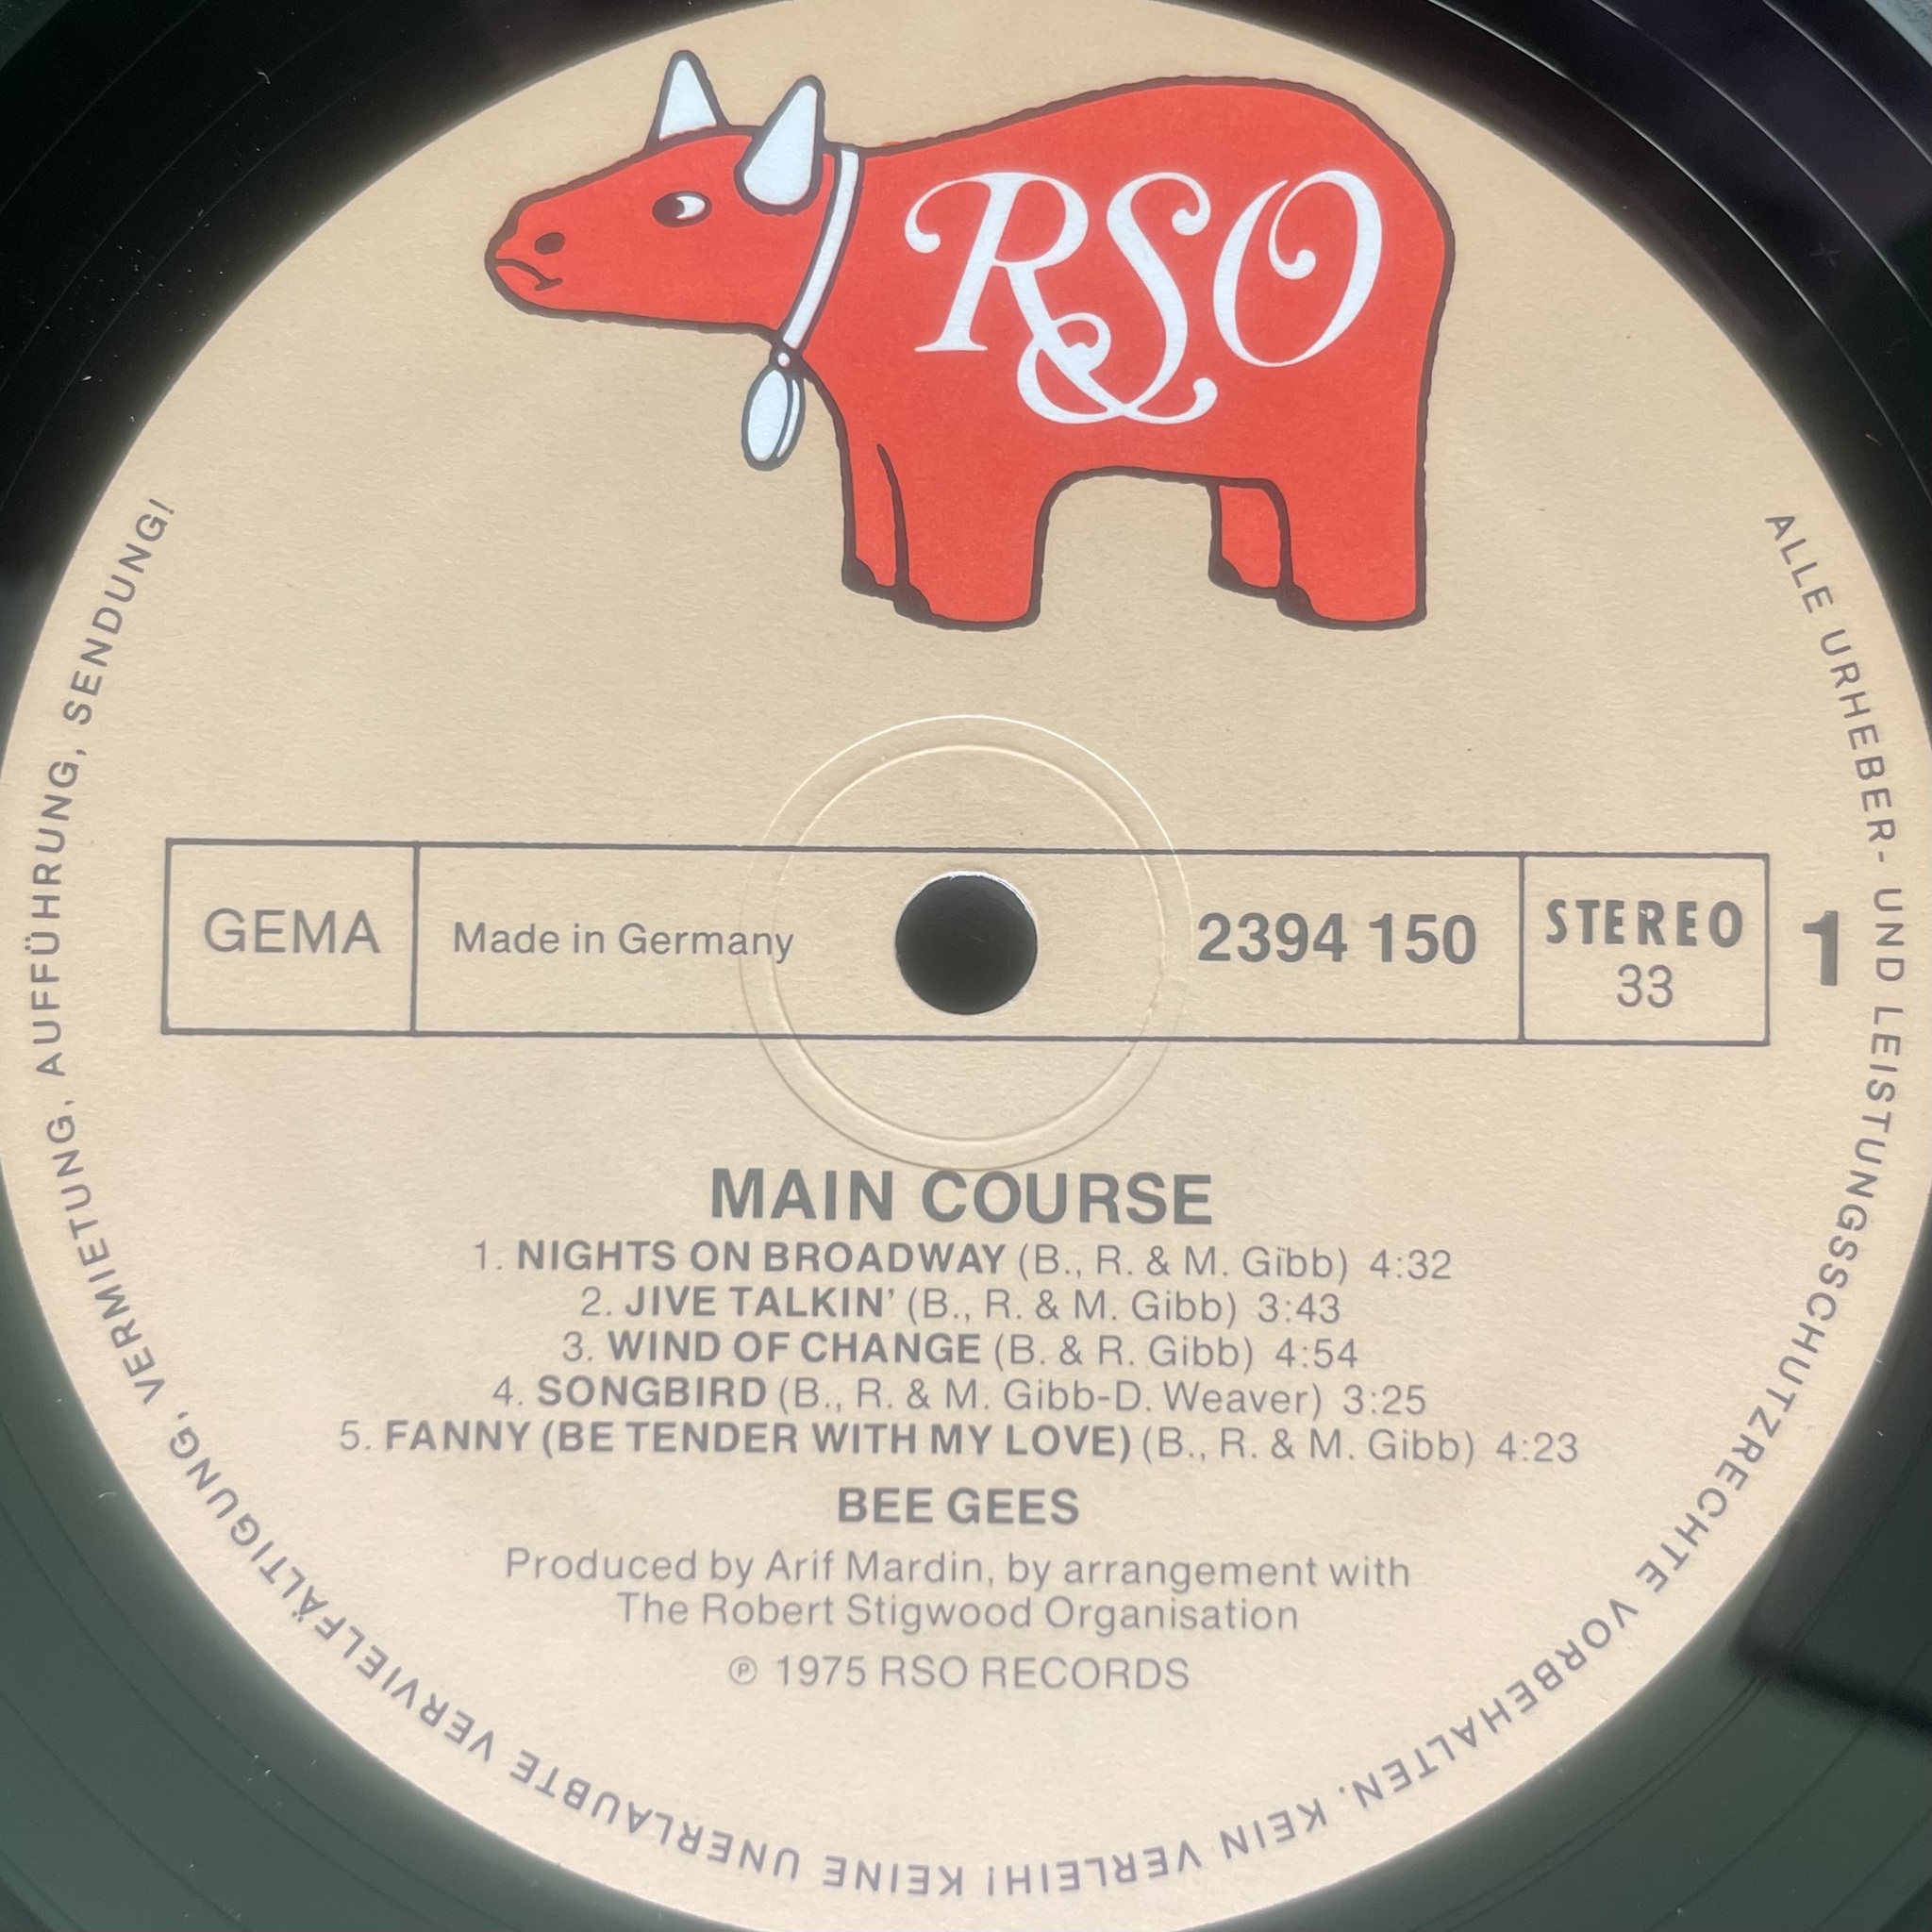 RSO
GEMA
Made in Germany
2394 150
STEREO
33
1
MAIN COURSE
1. NIGHTS ON BROADWAY (B., R. & M. Gibb) 4:32
2. JIVE TALKIN' (B., R. & M. Gibb) 3:43
3. WIND OF CHANGE (B. & R. Gibb) 4:54
4. SONGBIRD (B., R. & M. Gibb-D. Weaver) 3:25
5. FANNY (BE TENDER WITH MY LOVE) (B., R. & M. Gibb) 4:23
BEE GEES
Produced by Arif Mardin, by arrangement with
The Robert Stigwood Organisation
℗ 1975 RSO RECORDS
ALLE URHEBER- UND LEISTUNGSSCHUTZRECHTE VORBEHALTEN. KEIN VERLEIH! KEINE UNERLAUBTE VERVIELFÄLTIGUNG, VERMIETUNG, AUFFÜHRUNG, SENDUNG!